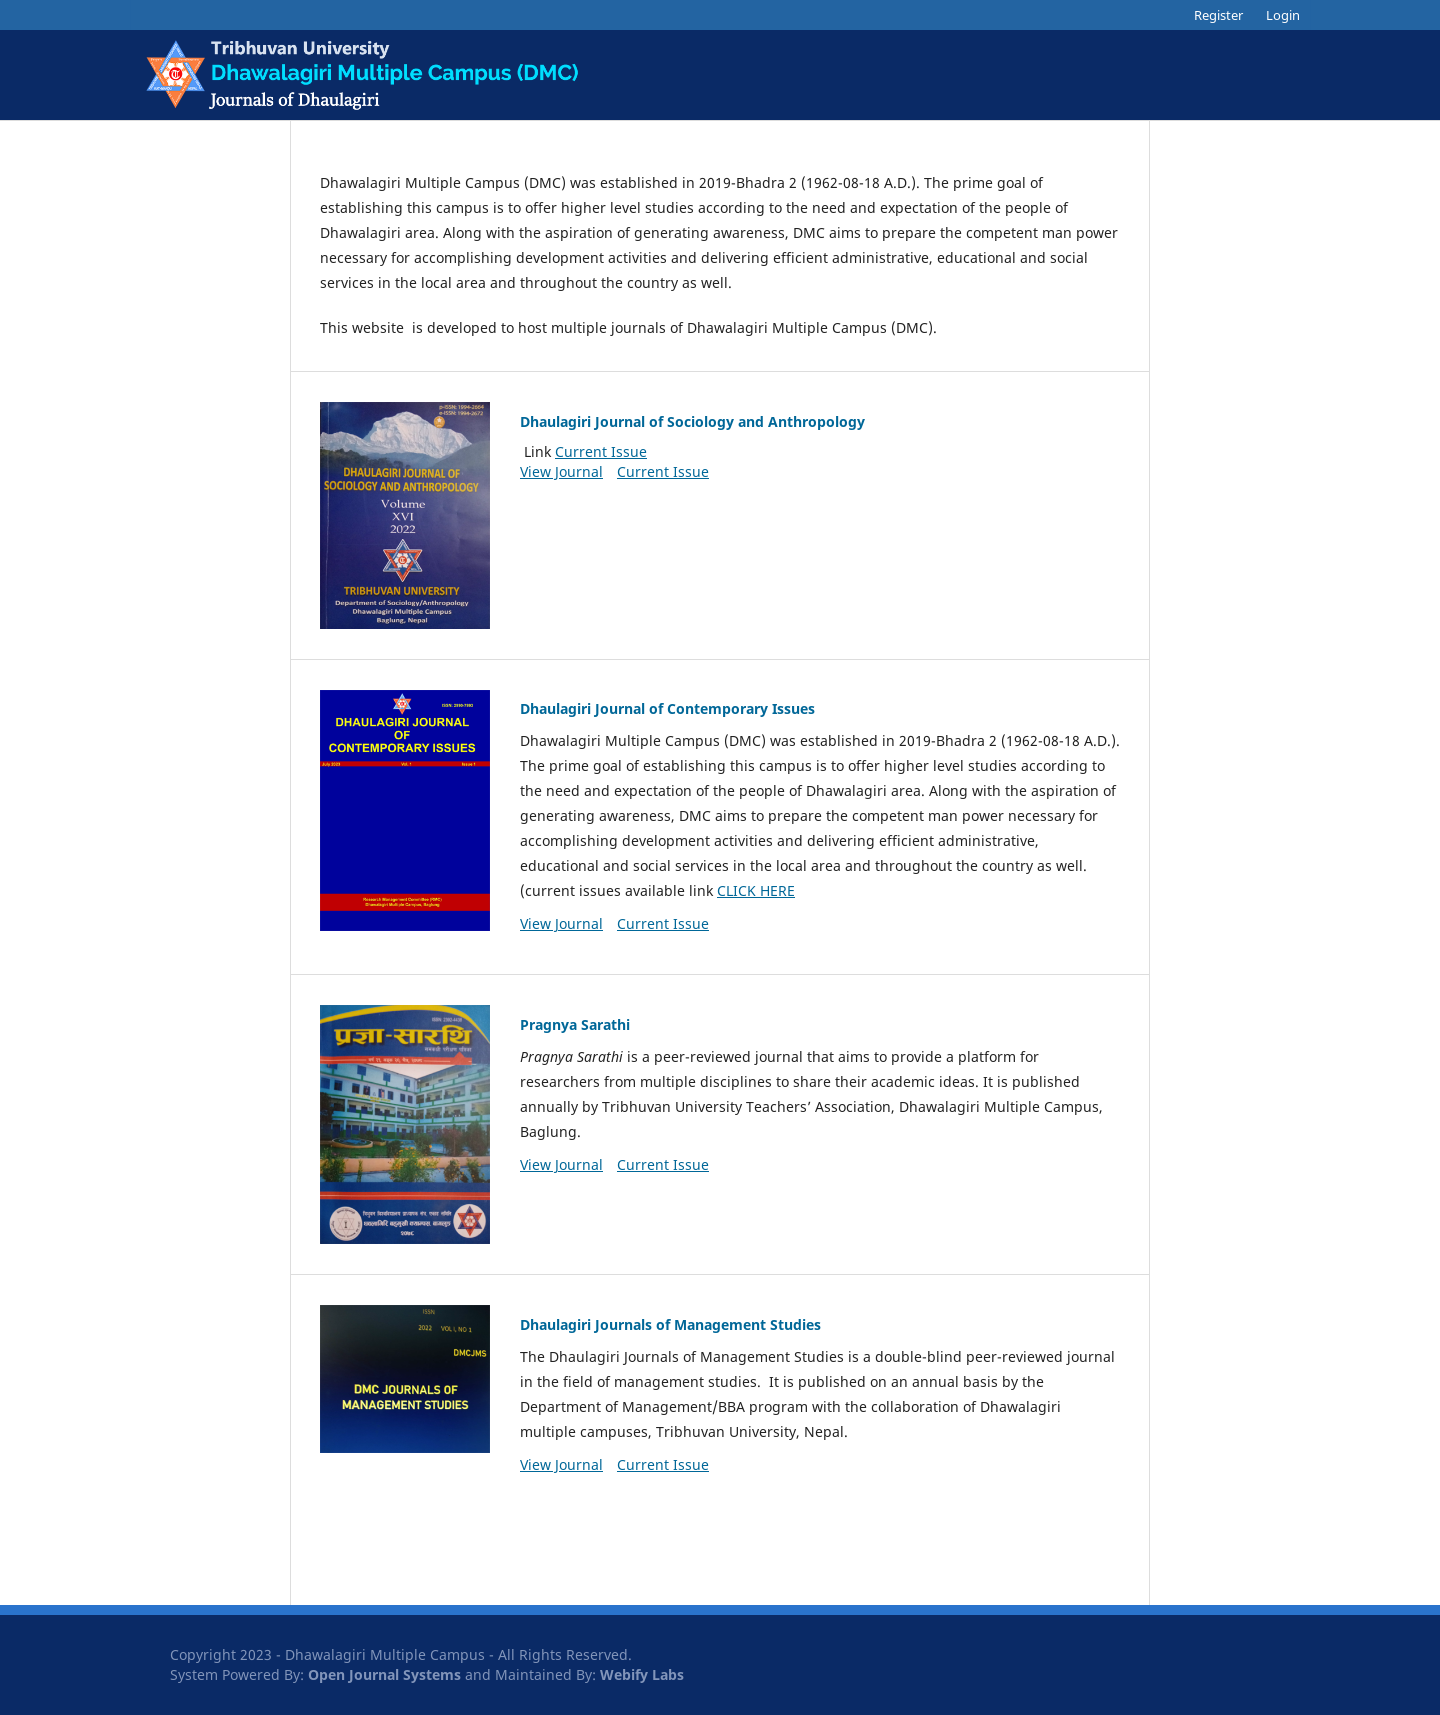 Register Login
Tribhuvan University
Dhawalagiri Multiple Campus (DMC)
Journals of Dhaulagiri
Dhawalagiri Multiple Campus (DMC) was established in 2019-Bhadra 2 (1962-08-18 A.D.). The prime goal of
establishing this campus is to offer higher level studies according to the need and expectation of the people of
Dhawalagiri area. Along with the aspiration of generating awareness, DMC aims to prepare the competent man power
necessary for accomplishing development activities and delivering efficient administrative, educational and social
services in the local area and throughout the country as well.
This website  is developed to host multiple journals of Dhawalagiri Multiple Campus (DMC).
p-ISSN: 1994-2664
e-ISSN: 1994-2672
DHAULAGIRI JOURNAL OF
SOCIOLOGY AND ANTHROPOLOGY
Volume
XVI
2022
TRIBHUVAN UNIVERSITY
Department of Sociology/Anthropology
Dhawalagiri Multiple Campus
Baglung, Nepal
Dhaulagiri Journal of Sociology and Anthropology
Link Current Issue
View Journal Current Issue
DHAULAGIRI JOURNAL
OF
CONTEMPORARY ISSUES
Vol. 1 Issue 1
Research Management Committee (RMC)
Dhawalagiri Multiple Campus, Baglung
Dhaulagiri Journal of Contemporary Issues
Dhawalagiri Multiple Campus (DMC) was established in 2019-Bhadra 2 (1962-08-18 A.D.).
The prime goal of establishing this campus is to offer higher level studies according to
the need and expectation of the people of Dhawalagiri area. Along with the aspiration of
generating awareness, DMC aims to prepare the competent man power necessary for
accomplishing development activities and delivering efficient administrative,
educational and social services in the local area and throughout the country as well.
(current issues available link CLICK HERE
View Journal Current Issue
प्रज्ञा-सारथि
Pragnya Sarathi
Pragnya Sarathi is a peer-reviewed journal that aims to provide a platform for
researchers from multiple disciplines to share their academic ideas. It is published
annually by Tribhuvan University Teachers’ Association, Dhawalagiri Multiple Campus,
Baglung.
View Journal Current Issue
ISSN
2022 VOL I, NO 1
DMCJMS
DMC JOURNALS OF
MANAGEMENT STUDIES
Dhaulagiri Journals of Management Studies
The Dhaulagiri Journals of Management Studies is a double-blind peer-reviewed journal
in the field of management studies.  It is published on an annual basis by the
Department of Management/BBA program with the collaboration of Dhawalagiri
multiple campuses, Tribhuvan University, Nepal.
View Journal Current Issue
Copyright 2023 - Dhawalagiri Multiple Campus - All Rights Reserved.
System Powered By: Open Journal Systems and Maintained By: Webify Labs